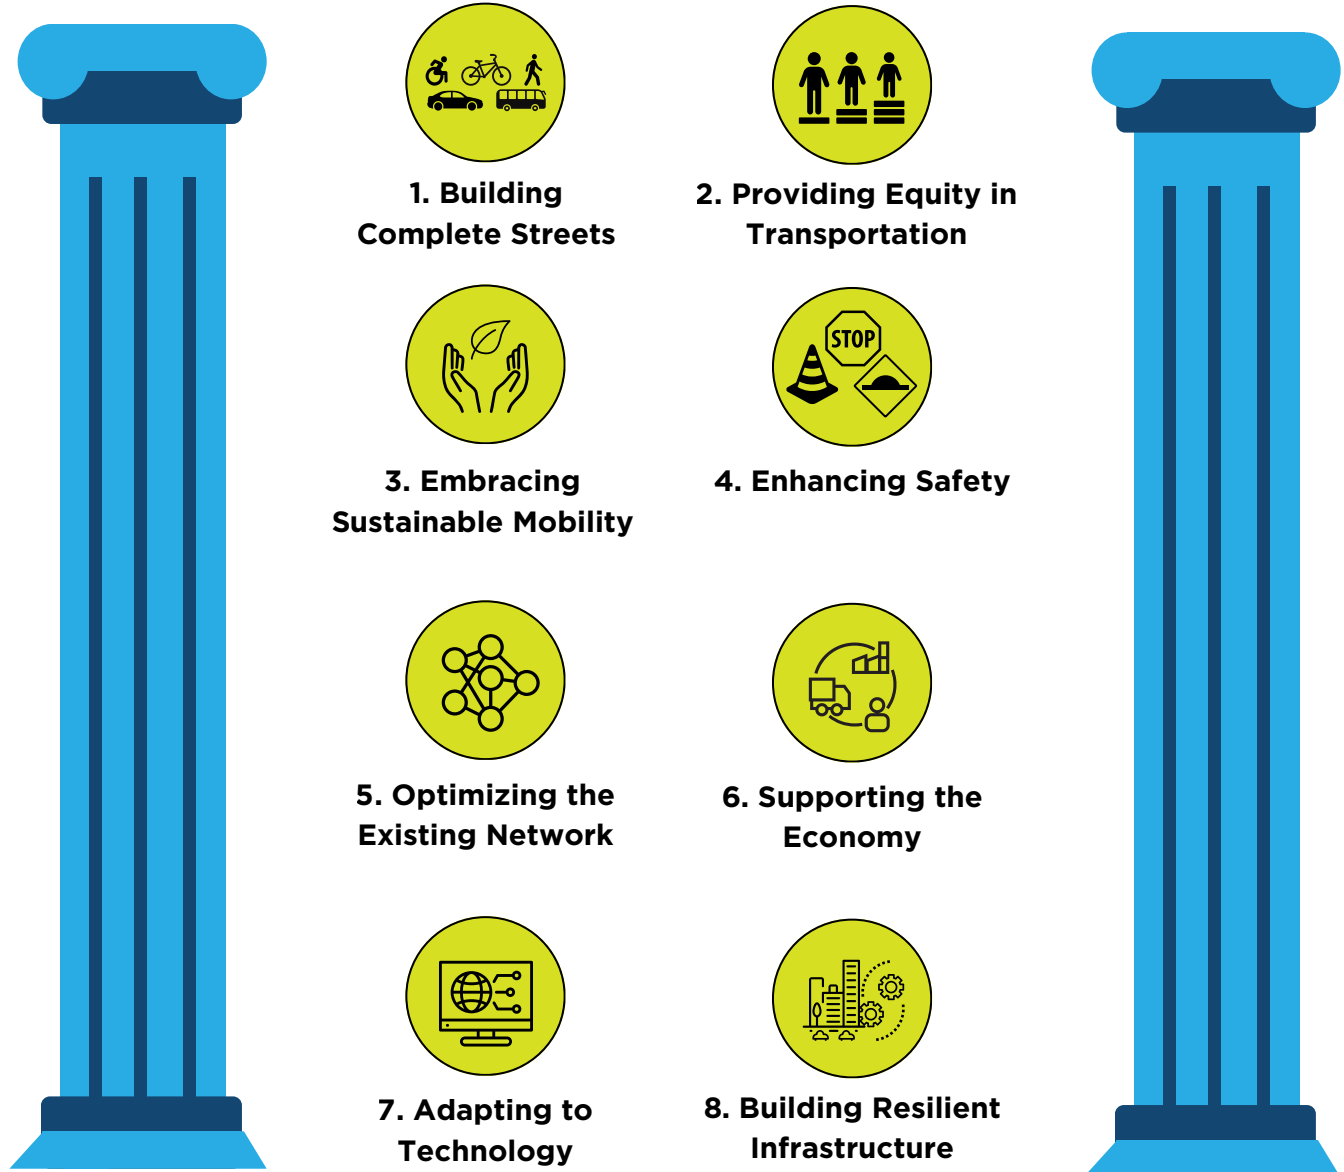 1. Building
Complete Streets
2. Providing Equity in
Transportation
3. Embracing
Sustainable Mobility
STOP
4. Enhancing Safety
5. Optimizing the
Existing Network
6. Supporting the
Economy
7. Adapting to
Technology
8. Building Resilient
Infrastructure